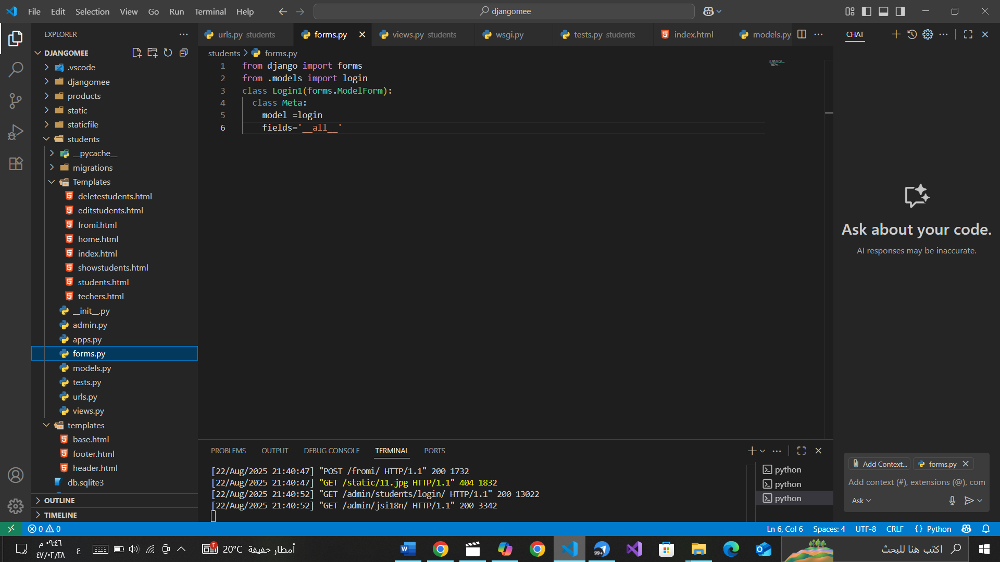 File Edit Selection View Go Run Terminal Help
djangomee
EXPLORER
DJANGOMEE
.vscode
djangomee
products
static
staticfile
students
__pycache__
migrations
Templates
deletestudents.html
editstudents.html
fromi.html
home.html
index.html
showstudents.html
students.html
techers.html
__init__.py
admin.py
apps.py
forms.py
models.py
tests.py
urls.py
views.py
templates
base.html
footer.html
header.html
db.sqlite3
OUTLINE
TIMELINE
urls.py students
forms.py
views.py students
wsgi.py
tests.py students
index.html
models.py
students > forms.py
1 from django import forms
2 from .models import login
3 class Login1(forms.ModelForm):
4 class Meta:
5 model =login
6 fields='__all__'
PROBLEMS OUTPUT DEBUG CONSOLE TERMINAL PORTS
[22/Aug/2025 21:40:47] "POST /fromi/ HTTP/1.1" 200 1732
[22/Aug/2025 21:40:47] "GET /static/11.jpg HTTP/1.1" 404 1832
[22/Aug/2025 21:40:52] "GET /admin/students/login/ HTTP/1.1" 200 13022
[22/Aug/2025 21:40:52] "GET /admin/jsi18n/ HTTP/1.1" 200 3342
python
python
python
CHAT
Ask about your code.
AI responses may be inaccurate.
Add Context...
forms.py
Add context (#), extensions (@), com
Ask
0 0
Ln 6, Col 6 Spaces: 4 UTF-8 CRLF {} Python
٠٩:٤٦ م
٤٧/٠٢/٢٨
ع
٢
20°C أمطار خفيفة
99+
اكتب هنا للبحث